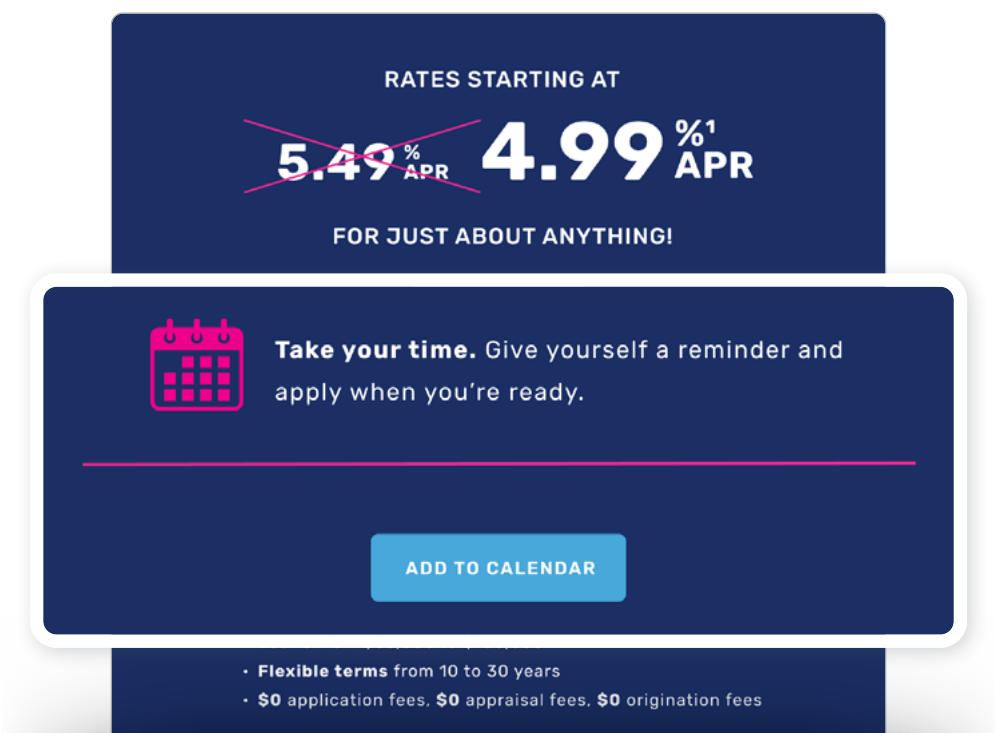 RATES STARTING AT
5.49 % APR 4.99 %¹ APR
FOR JUST ABOUT ANYTHING!
Take your time. Give yourself a reminder and
apply when you're ready.
ADD TO CALENDAR
• Flexible terms from 10 to 30 years
• $0 application fees, $0 appraisal fees, $0 origination fees